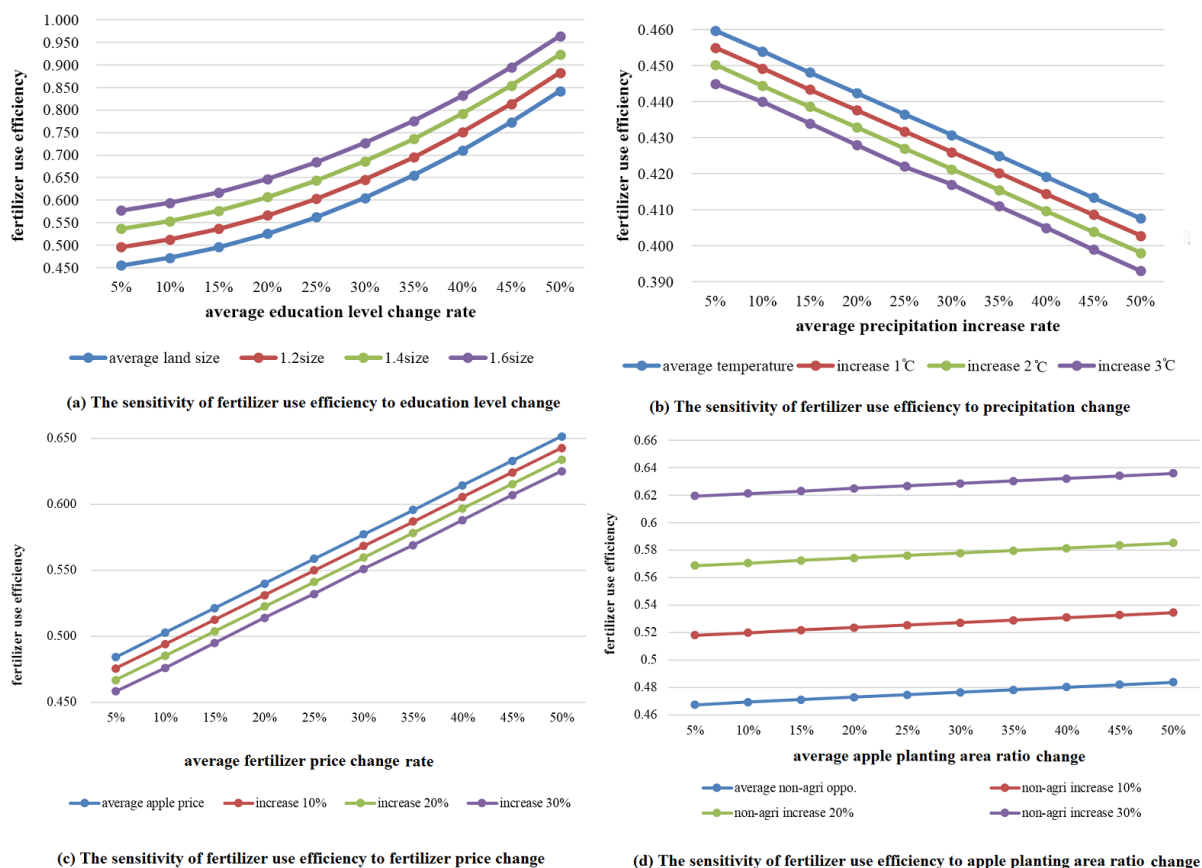 1.000
0.950
0.900
0.850
0.800
0.750
0.700
0.650
0.600
0.550
0.500
0.450
fertilizer use efficiency
5% 10% 15% 20% 25% 30% 35% 40% 45% 50%
average education level change rate
average land size 1.2size 1.4size 1.6size
(a) The sensitivity of fertilizer use efficiency to education level change
0.460
0.450
0.440
0.430
0.420
0.410
0.400
0.390
fertilizer use efficiency
5% 10% 15% 20% 25% 30% 35% 40% 45% 50%
average precipitation increase rate
average temperature increase 1℃ increase 2℃ increase 3℃
(b) The sensitivity of fertilizer use efficiency to precipitation change
0.650
0.600
0.550
0.500
0.450
fertilizer use efficiency
5% 10% 15% 20% 25% 30% 35% 40% 45% 50%
average fertilizer price change rate
average apple price increase 10% increase 20% increase 30%
(c) The sensitivity of fertilizer use efficiency to fertilizer price change
0.66
0.64
0.62
0.6
0.58
0.56
0.54
0.52
0.5
0.48
0.46
fertilizer use efficiency
5% 10% 15% 20% 25% 30% 35% 40% 45% 50%
average apple planting area ratio change
average non-agri oppo. non-agri increase 10%
non-agri increase 20% non-agri increase 30%
(d) The sensitivity of fertilizer use efficiency to apple planting area ratio change